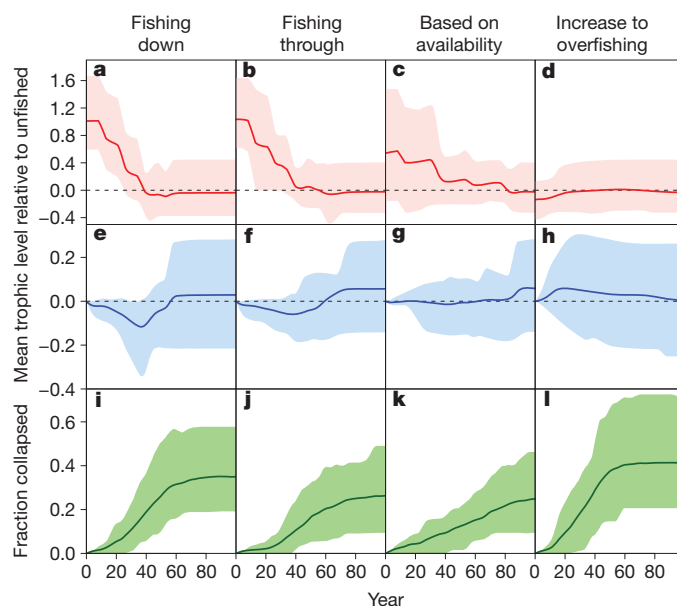 Fishing down
Fishing through
Based on availability
Increase to overfishing
a
b
c
d
1.6
1.2
0.8
0.4
0.0
−0.4
e
f
g
h
0.2
0.0
−0.2
−0.4
Mean trophic level relative to unfished
i
j
k
l
0.6
0.4
0.2
0.0
Fraction collapsed
0 20 40 60 80 0 20 40 60 80 0 20 40 60 80 0 20 40 60 80
Year